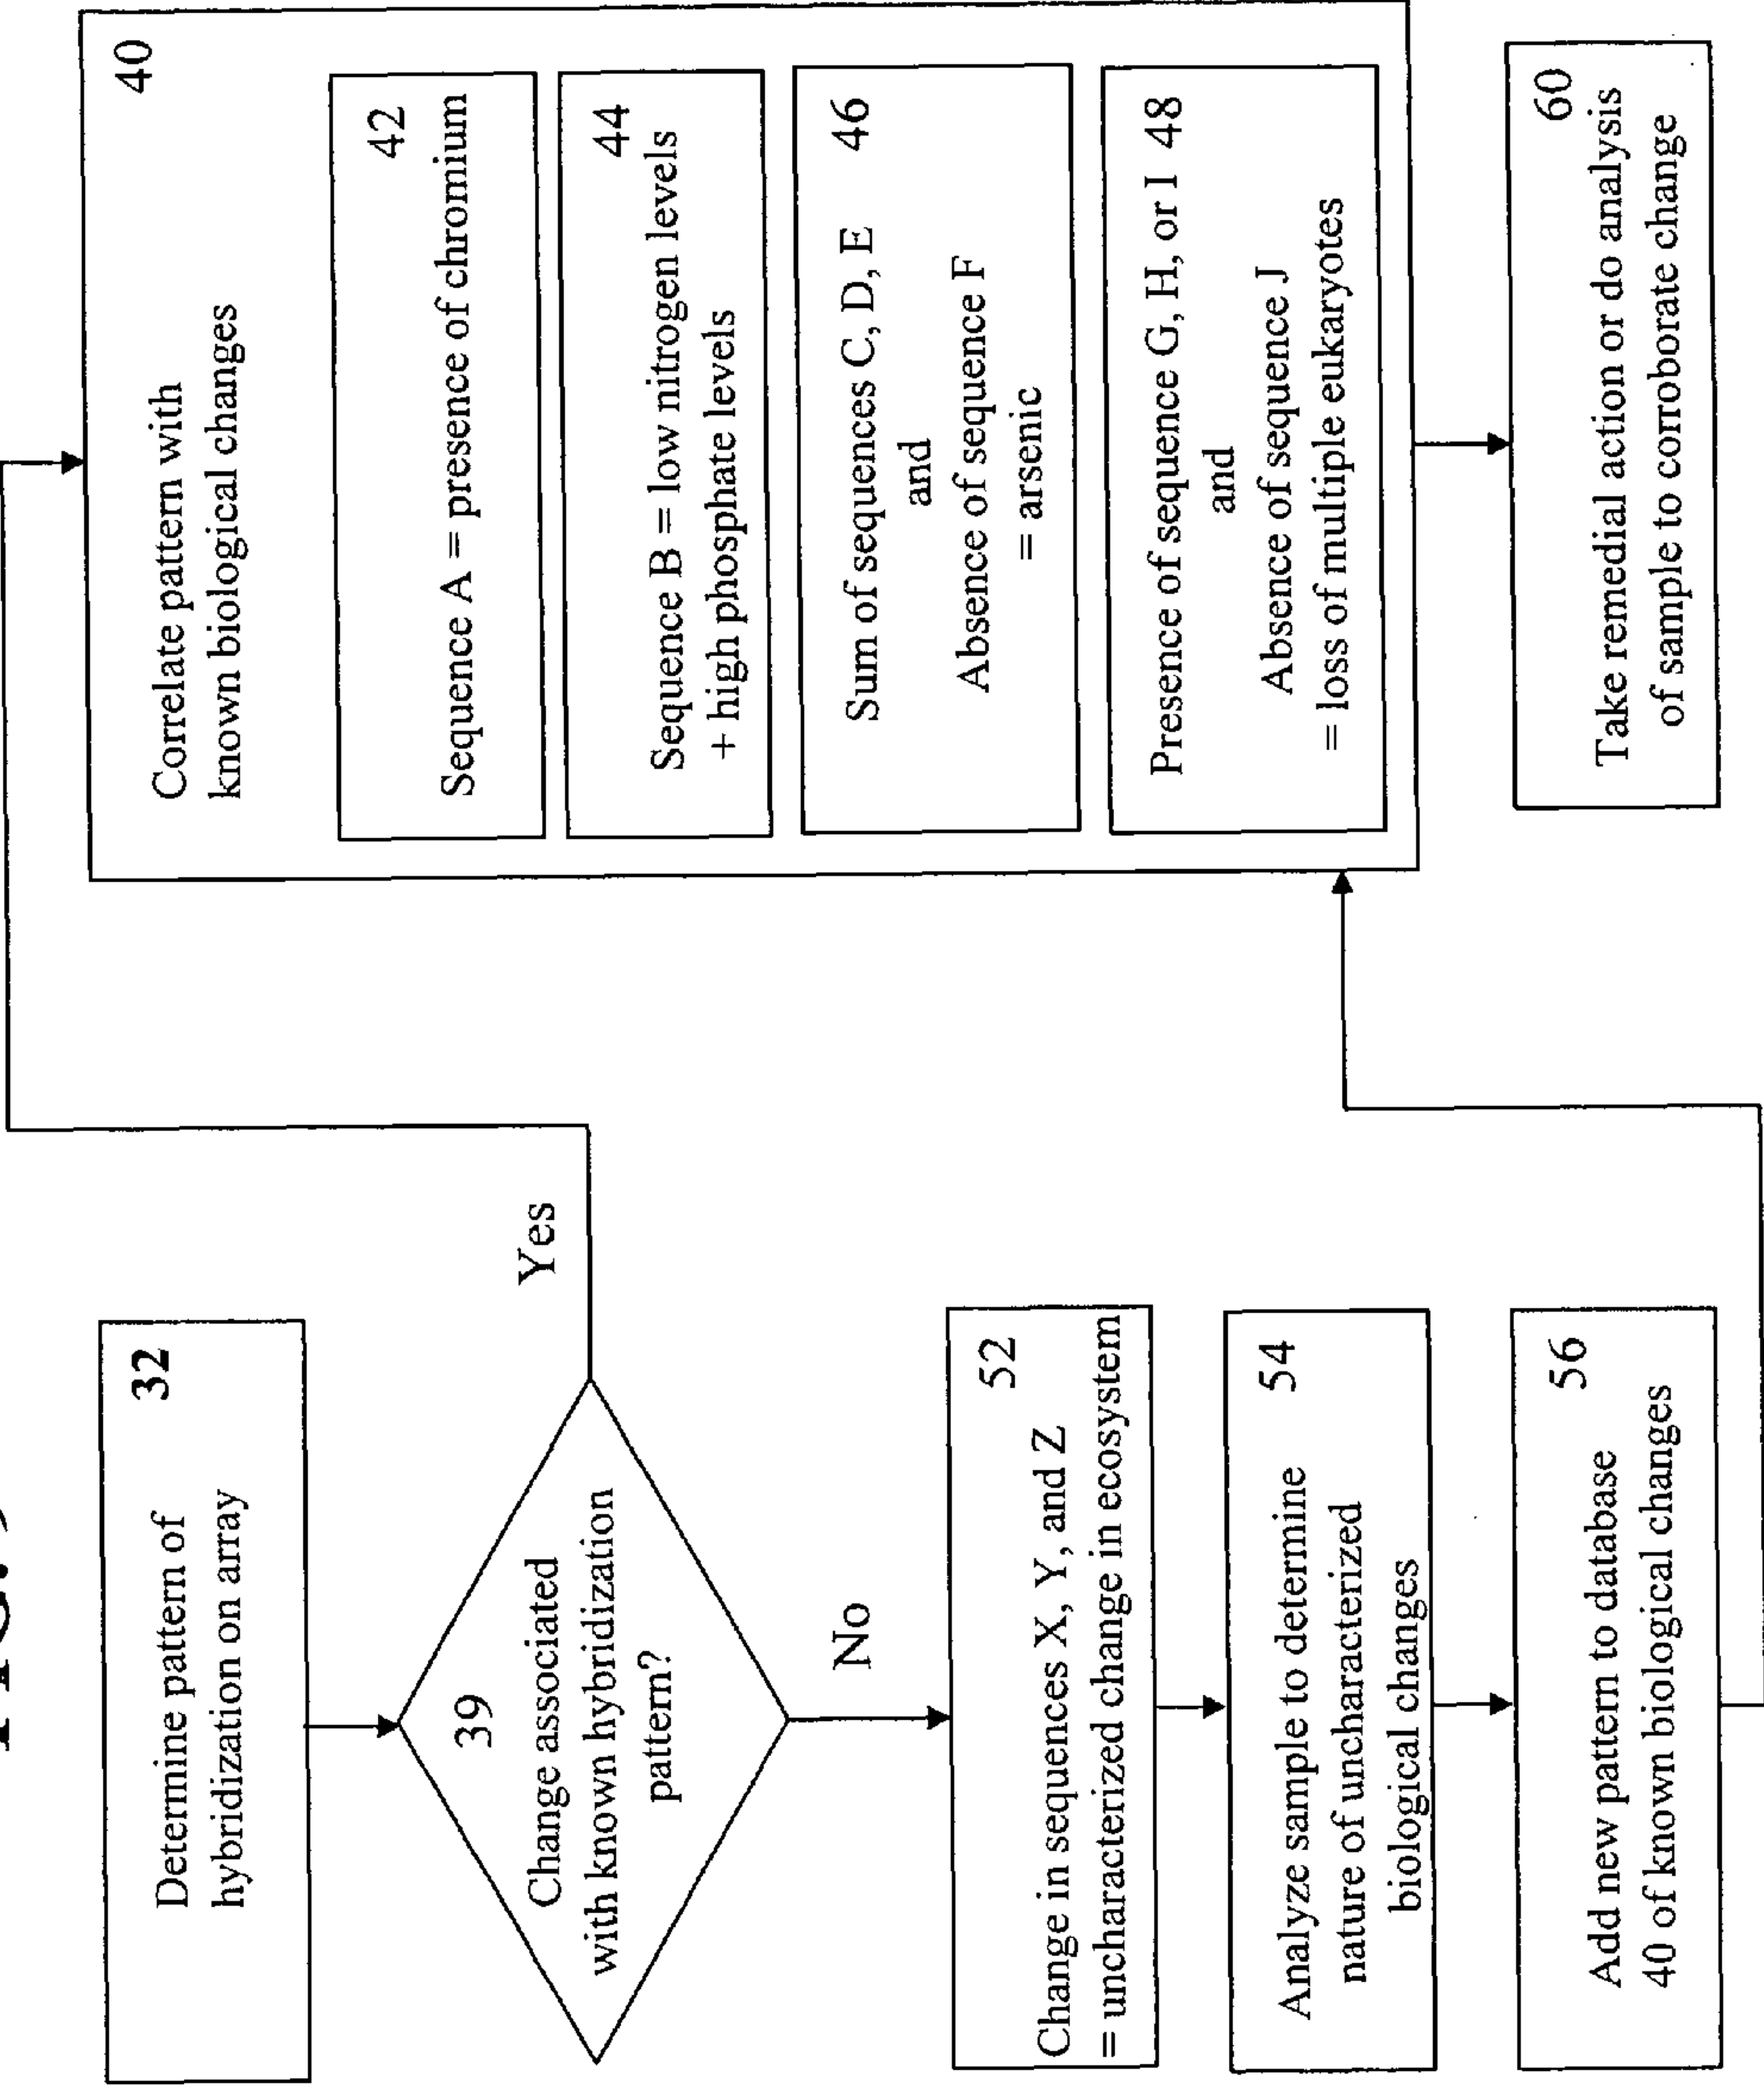 32
Determine pattern of
hybridization on array
39
Change associated
with known hybridization
pattern?
Yes
No
52
Change in sequences X, Y, and Z
= uncharacterized change in ecosystem
54
Analyze sample to determine
nature of uncharacterized
biological changes
56
Add new pattern to database
40 of known biological changes
40
Correlate pattern with
known biological changes
42
Sequence A = presence of chromium
44
Sequence B = low nitrogen levels
+ high phosphate levels
Sum of sequences C, D, E 46
and
Absence of sequence F
= arsenic
Presence of sequence G, H, or I 48
and
Absence of sequence J
= loss of multiple eukaryotes
60
Take remedial action or do analysis
of sample to corroborate change